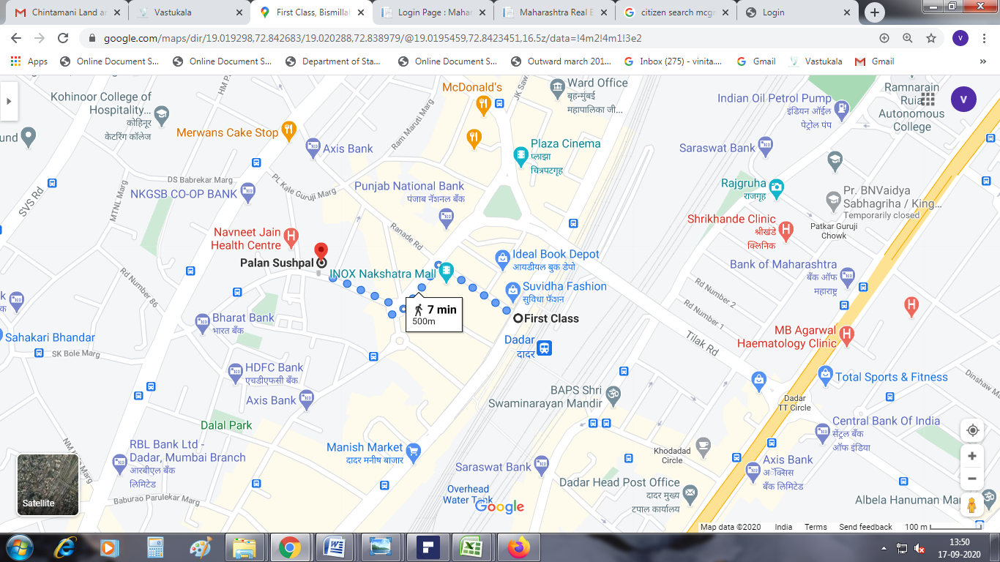 Chintamani Land ar
Vastukala
First Class, Bismillah
Login Page : Mahar
Maharashtra Real E
citizen search mcgr
Login
google.com/maps/dir/19.019298,72.842683/19.020288,72.838979/@19.0195459,72.8423451,16.5z/data=!4m2!4m1!3e2
V
Apps
Online Document S...
Online Document S...
Department of Sta...
Online Document S...
Outward march 201...
Inbox (275) - vinita....
Gmail
Vastukala
Gmail
»
Kohinoor College of
Hospitality...
कोहिनूर
केटरिंग कॉलेज
HM P
McDonald's
JK Saw
Ward Office
बृहन्मुंबई
महापालिका जी...
Indian Oil Petrol Pump
इंडियन ऑईल
पेट्रोल पंप
Ramnarain
Ruia
Autonomous
College
V
und
Merwans Cake Stop
Axis Bank
Ram Maruti Marg
Plaza Cinema
प्लाझा
चित्रपटगृह
Saraswat Bank
DS Babrekar Marg
PL Kale Guruji Marg
NKGSB CO-OP BANK
SVS Rd
MTNL Marg
Punjab National Bank
पंजाब नॅशनल बँक
Rajgruha
राजगृह
Pr. BNVaidya
Sabhagriha / King...
Temporarily closed
Patkar Guruji
Chowk
Shrikhande Clinic
श्रीखंडे
क्लिनिक
Navneet Jain
Health Centre
Ranade Rd
Palan Sushpal
INOX Nakshatra Mall
Ideal Book Depot
आयडीयल बुक डेपो
Bank of Maharashtra
बँक ऑफ
महाराष्ट्र
Suvidha Fashion
सुविधा फॅशन
Rd Number 86
Rd Number 2
Rd Number 1
7 min
500m
First Class
k
Bharat Bank
भारत बँक
Sahakari Bhandar
SK Bole Marg
Dadar
दादर
Tilak Rd
MB Agarwal
Haematology Clinic
HDFC Bank
एचडीएफसी बँक
Axis Bank
BAPS Shri
Swaminarayan Mandir
Total Sports & Fitness
Dinshaw M
Dadar
TT Circle
Dalal Park
Central Bank Of India
सेंट्रल बँक
ऑफ इंडिया
RBL Bank Ltd -
Dadar, Mumbai Branch
आरबीएल बँक
लिमिटेड
NM Marg
Manish Market
दादर मनीष बाजार
Khodadad
Circle
Saraswat Bank
Axis Bank
अॅक्सिस
बँक लिमिटेड
Overhead
Water Tank
Dadar Head Post Office
दादर मुख्य
टपाल कार्यालय
Baburao Parulekar Marg
Albela Hanuman Man
Satellite
Google
Map data ©2020
India
Terms
Send feedback
100 m
13:50
17-09-2020